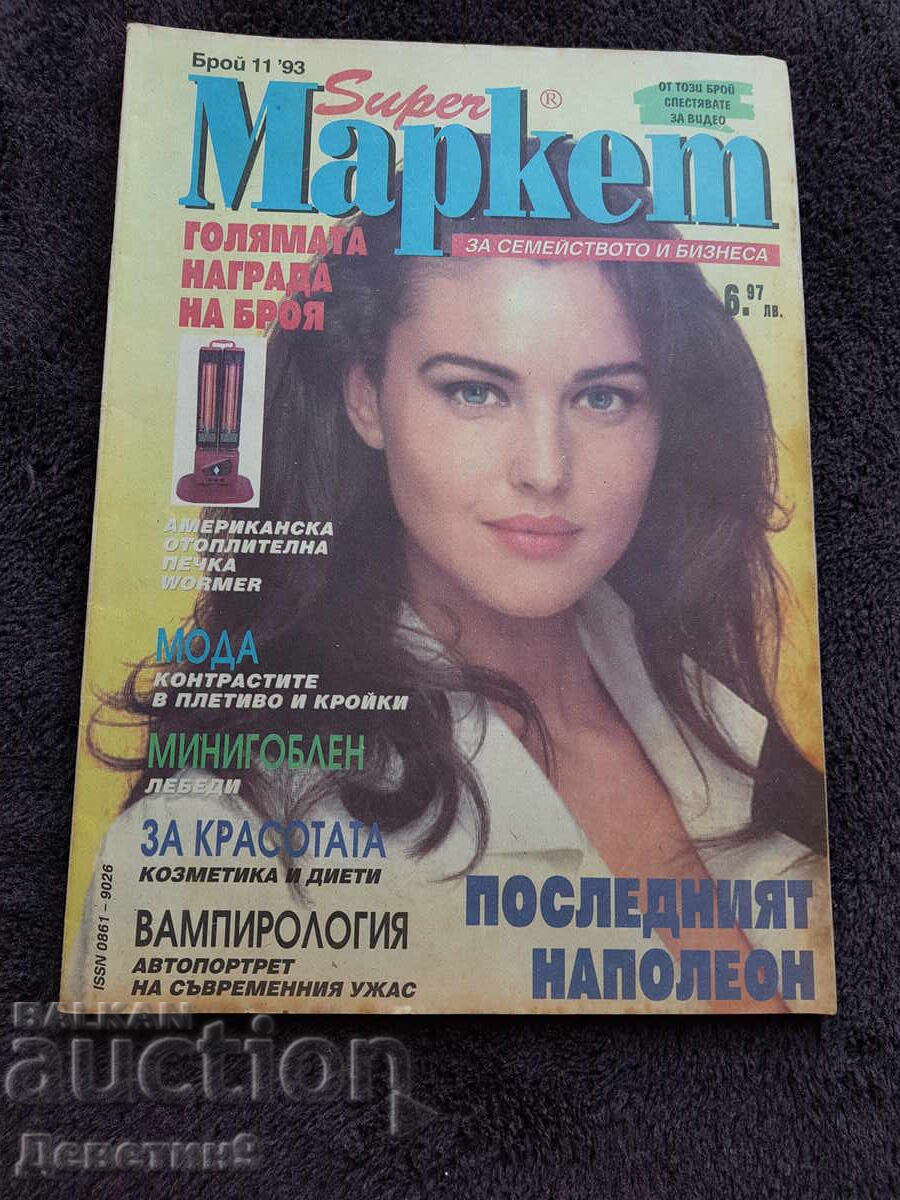 Брой 11 '93
Super
Маркет ®
ОТ ТОЗИ БРОЙ
СПЕСТЯВАТЕ
ЗА ВИДЕО
ЗА СЕМЕЙСТВОТО И БИЗНЕСА
6.97 лв.
ГОЛЯМАТА
НАГРАДА
НА БРОЯ
АМЕРИКАНСКА
ОТОПЛИТЕЛНА
ПЕЧКА
WORMER
МОДА
КОНТРАСТИТЕ
В ПЛЕТИВО И КРОЙКИ
МИНИГОБЛЕН
ЛЕБЕДИ
ЗА КРАСОТАТА
КОЗМЕТИКА И ДИЕТИ
ВАМПИРОЛОГИЯ
АВТОПОРТРЕТ
НА СЪВРЕМЕННИЯ УЖАС
ПОСЛЕДНИЯТ
НАПОЛЕОН
ISSN 0861 – 9026
BALKAN
auction
Деветин9